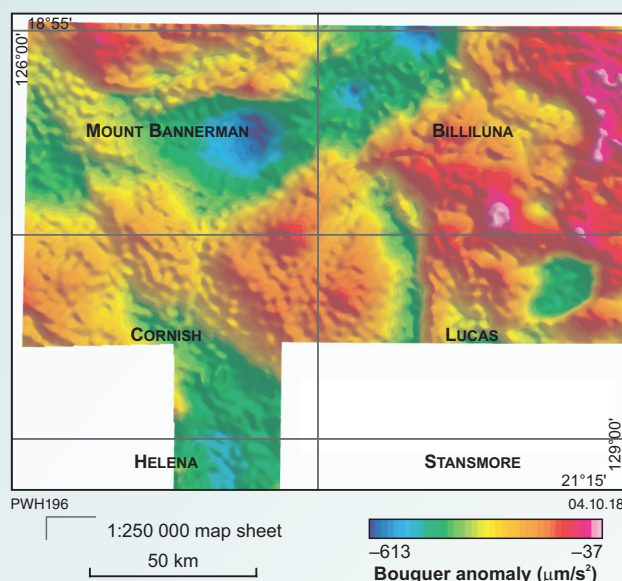 18°55'
126°00'
MOUNT BANNERMAN
BILLILUNA
CORNISH
LUCAS
HELENA
STANSMORE
129°00'
21°15'
PWH196
04.10.18
1:250 000 map sheet
50 km
–613
–37
Bouguer anomaly (µm/s²)